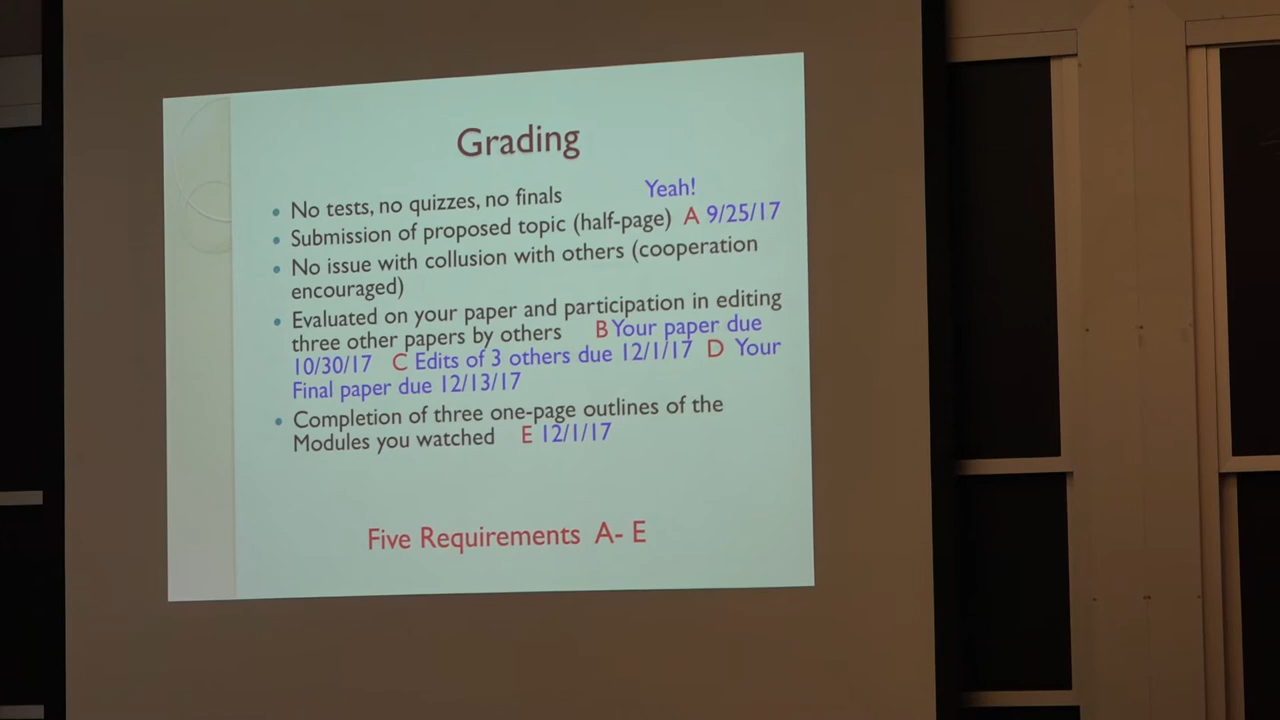 Grading
No tests, no quizzes, no finals Yeah!
Submission of proposed topic (half-page) A 9/25/17
No issue with collusion with others (cooperation
encouraged)
Evaluated on your paper and participation in editing
three other papers by others B Your paper due
10/30/17 C Edits of 3 others due 12/1/17 D Your
Final paper due 12/13/17
Completion of three one-page outlines of the
Modules you watched E 12/1/17
Five Requirements A- E